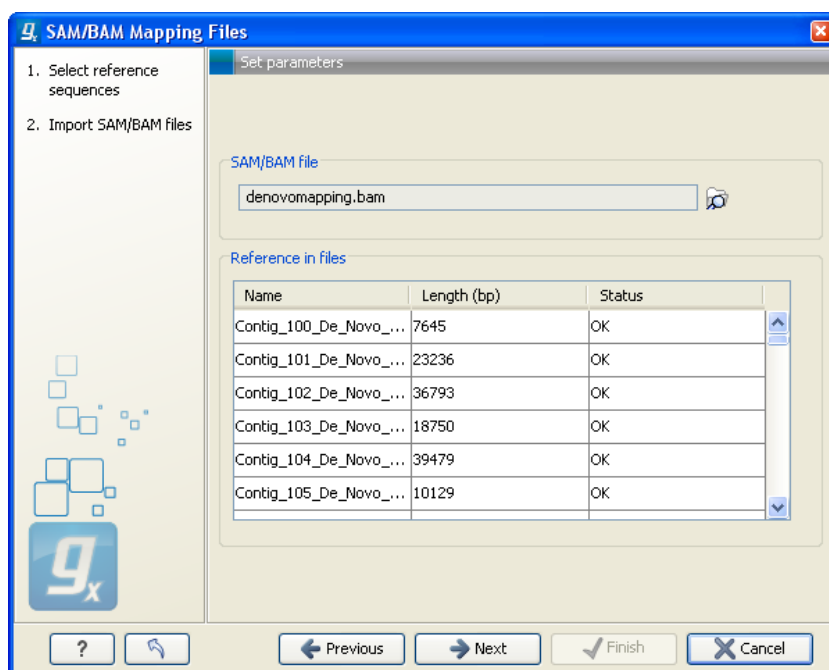 SAM/BAM Mapping Files
1. Select reference
sequences
2. Import SAM/BAM files
Set parameters
SAM/BAM file
denovomapping.bam
Reference in files
Name Length (bp) Status
Contig_100_De_Novo_... 7645 OK
Contig_101_De_Novo_... 23236 OK
Contig_102_De_Novo_... 36793 OK
Contig_103_De_Novo_... 18750 OK
Contig_104_De_Novo_... 39479 OK
Contig_105_De_Novo_... 10129 OK
gx
? Previous Next Finish Cancel